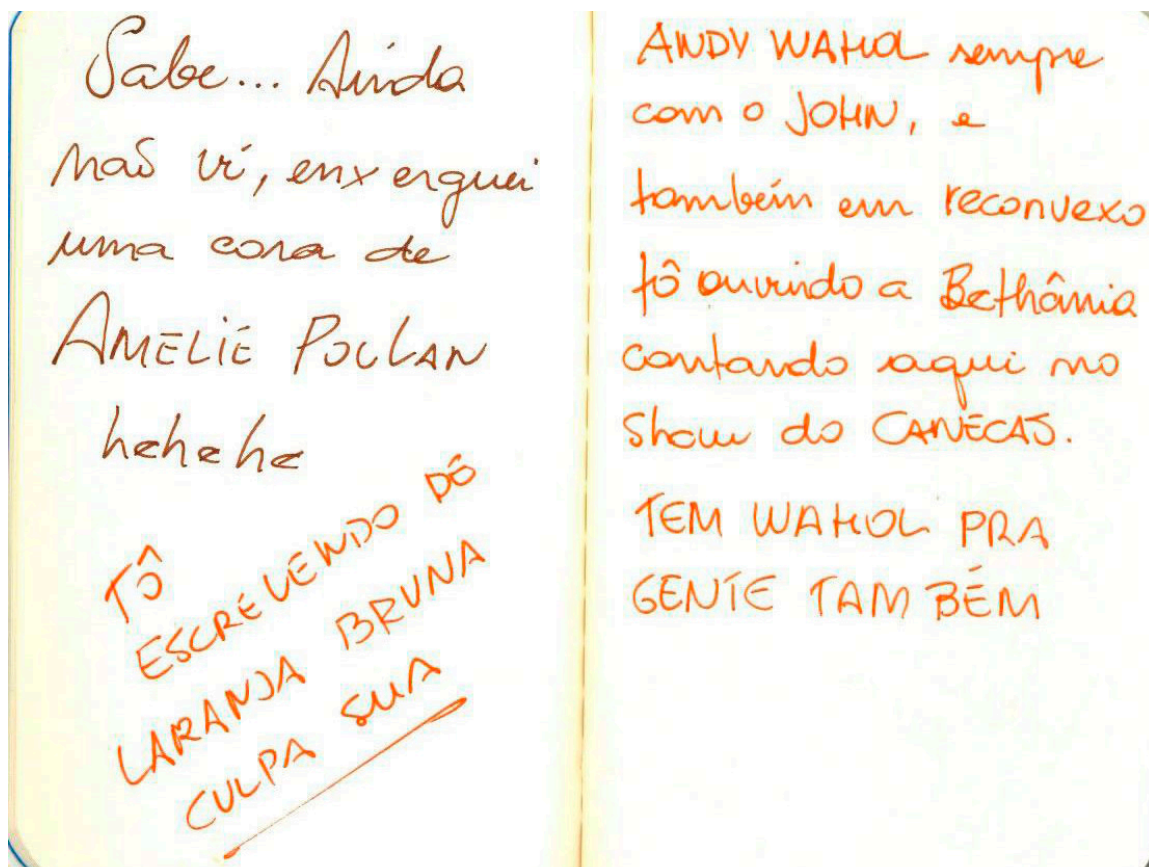 Sabe... Ainda
não vi, enxerguei
uma cora de
AMELIE POULAN
hehehe
TÔ
ESCREVENDO DE
LARANJA BRUNA
CULPA SUA
ANDY WAHOL sempre
com o JOHN, e
também em reconvexo
tô ouvindo a Bethânia
cantando aqui no
show do CANECAS.
TEM WAHOL PRA
GENTE TAMBÉM